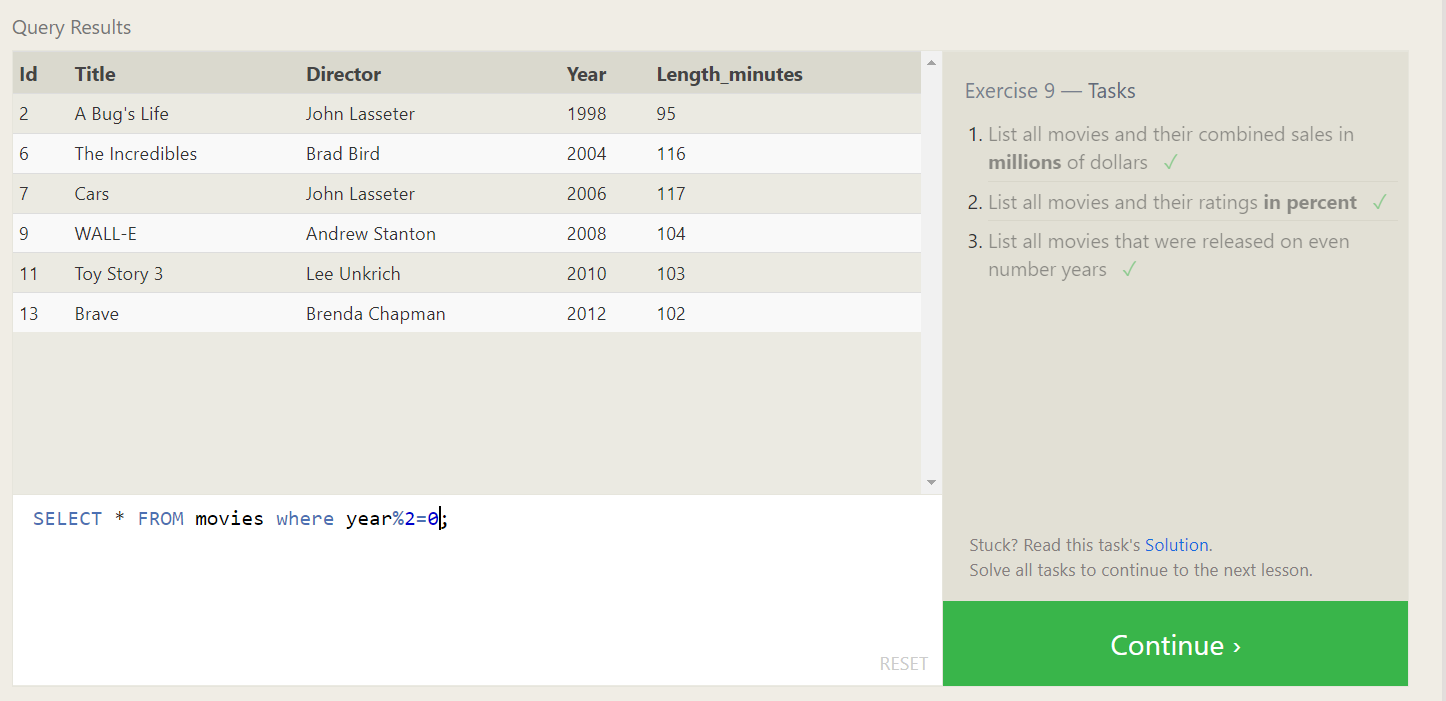 Query Results
Id Title Director Year Length_minutes
2 A Bug's Life John Lasseter 1998 95
6 The Incredibles Brad Bird 2004 116
7 Cars John Lasseter 2006 117
9 WALL-E Andrew Stanton 2008 104
11 Toy Story 3 Lee Unkrich 2010 103
13 Brave Brenda Chapman 2012 102
SELECT * FROM movies where year%2=0;
RESET
Exercise 9 — Tasks
1. List all movies and their combined sales in
millions of dollars ✓
2. List all movies and their ratings in percent ✓
3. List all movies that were released on even
number years ✓
Stuck? Read this task's Solution.
Solve all tasks to continue to the next lesson.
Continue ›